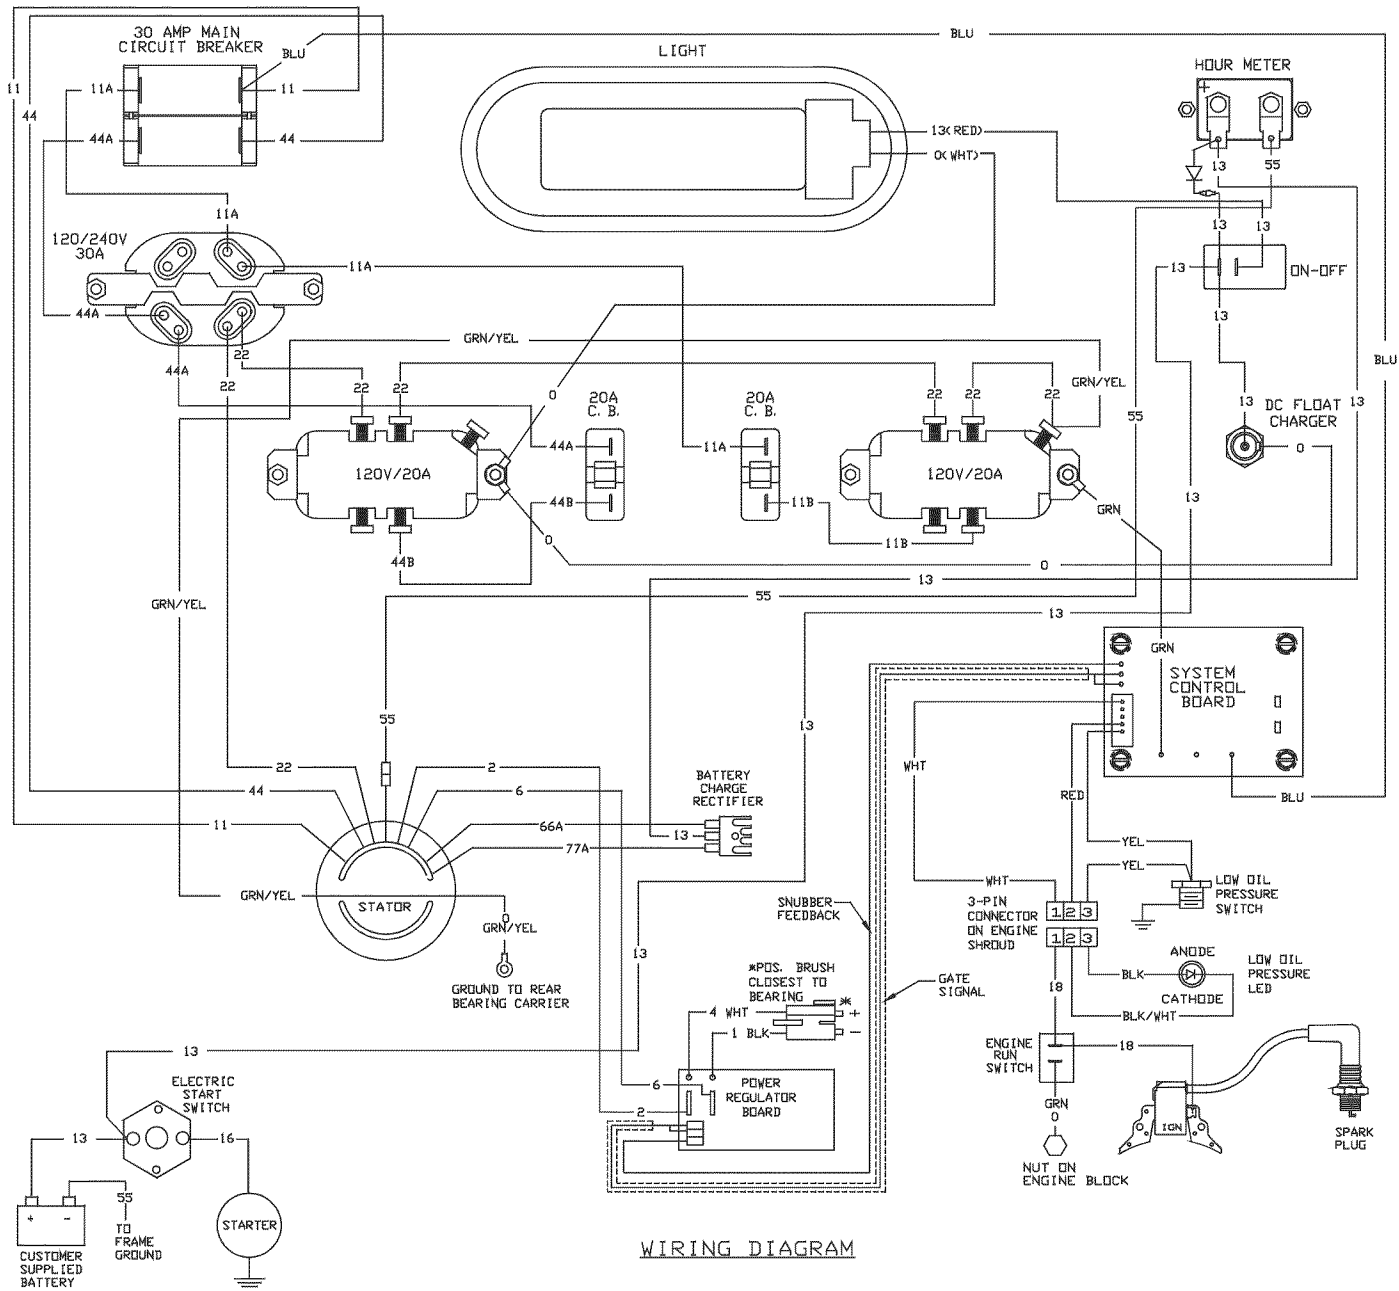 30 AMP MAIN
CIRCUIT BREAKER
BLU
BLU
LIGHT
HOUR METER
+
11
11A
11
44
44A
44
13(RED)
0(WHT)
13
55
11A
120/240V
30A
13
13
11A
13
ON-OFF
44A
13
GRN/YEL
22
44A
22
BLU
22
22
22
22
22
GRN/YEL
0
20A
C. B.
20A
C. B.
55
13
DC FLOAT
CHARGER
13
44A
11A
0
120V/20A
120V/20A
44B
11B
13
GRN
0
11B
44B
0
13
55
13
GRN/YEL
GRN
SYSTEM
CONTROL
BOARD
55
13
WHT
22
2
BATTERY
CHARGE
RECTIFIER
44
6
RED
BLU
11
66A
13
77A
YEL
YEL
GRN/YEL
STATOR
0
GRN/YEL
SNUBBER
FEEDBACK
WHT
3-PIN
CONNECTOR
ON ENGINE
SHROUD
1 2 3
1 2 3
LOW OIL
PRESSURE
SWITCH
13
GROUND TO REAR
BEARING CARRIER
*POS. BRUSH
CLOSEST TO
BEARING
*
GATE
SIGNAL
ANODE
BLK
CATHODE
LOW OIL
PRESSURE
LED
18
4 WHT
+
1 BLK
-
BLK/WHT
13
ENGINE
RUN
SWITCH
18
ELECTRIC
START
SWITCH
6
POWER
REGULATOR
BOARD
2
GRN
0
IGN
SPARK
PLUG
13
16
NUT ON
ENGINE BLOCK
55
+ -
TO
FRAME
GROUND
STARTER
CUSTOMER
SUPPLIED
BATTERY
WIRING DIAGRAM